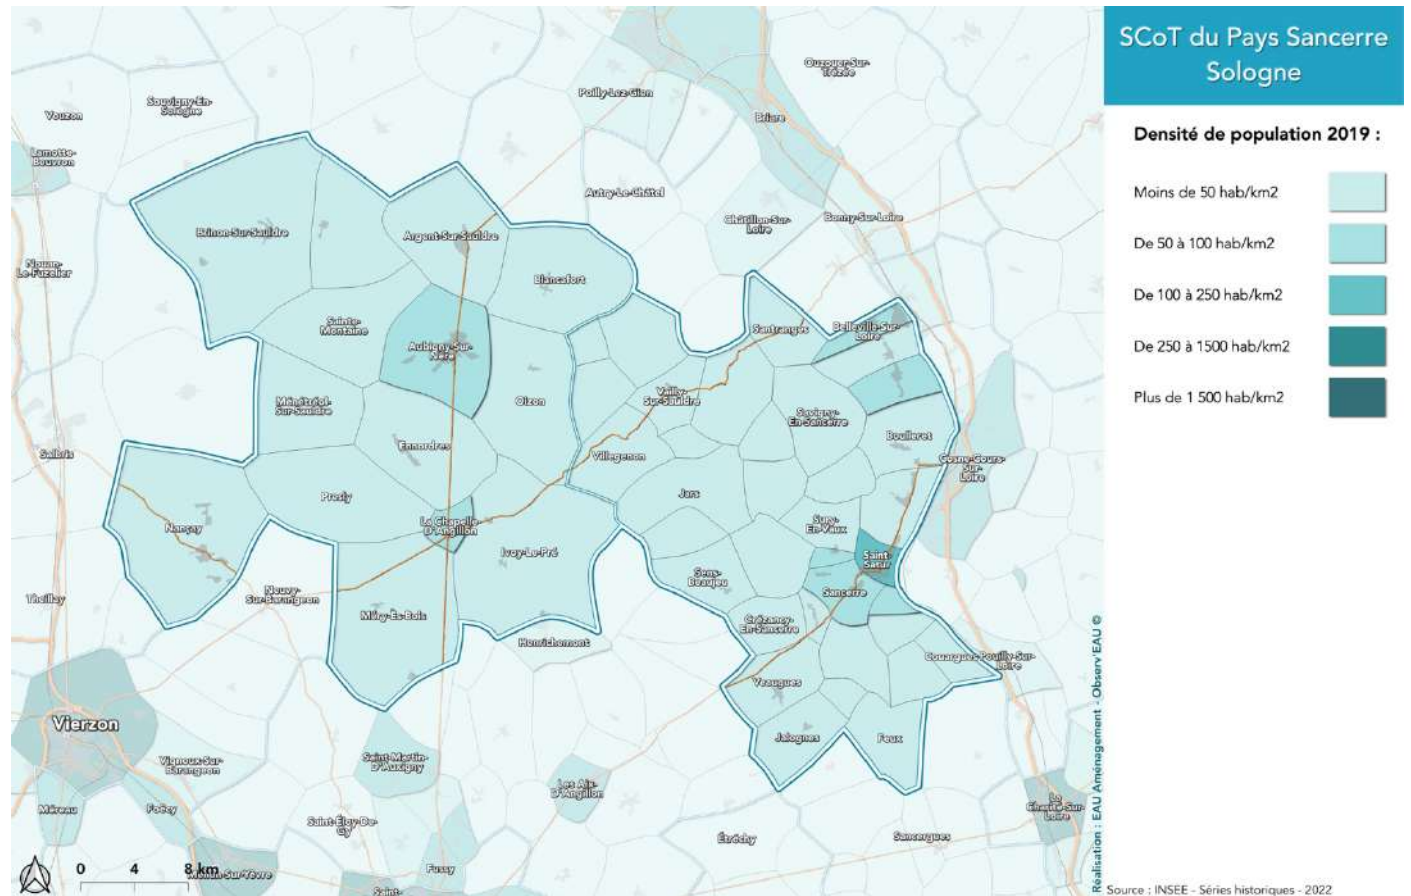 SCoT du Pays Sancerre
Sologne
Densité de population 2019 :
Moins de 50 hab/km2
De 50 à 100 hab/km2
De 100 à 250 hab/km2
De 250 à 1500 hab/km2
Plus de 1 500 hab/km2
Ouzouer-Sur-
Trézée
Poilly-Lez-Gien
Souvigny-En-
Sologne
Vouzon
Briare
Lamotte-
Beuvron
Autry-Le-Châtel
Châtillon-Sur-
Loire
Bonny-Sur-Loire
Brinon-Sur-Sauldre
Argent-Sur-Sauldre
Nouan-
Le-Fuzelier
Blancafort
Sainte-
Montaine
Santranges
Belleville-Sur-
Loire
Aubigny-Sur-
Nère
Vailly-
Sur-Sauldre
Oizon
Ménétréol-
Sur-Sauldre
Savigny-
En-Sancerre
Boulleret
Ennordres
Salbris
Villegenon
Cosne-Cours-
Sur-
Loire
Presly
Jars
Nançay
La Chapelle-
D'Angillon
Sury-
En-Vaux
Ivoy-Le-Pré
Saint-
Satur
Sens-
Beaujeu
Theillay
Neuvy-
Sur-Barangeon
Sancerre
Méry-Ès-Bois
Crézancy-
En-Sancerre
Henrichemont
Couargues
Pouilly-Sur-
Loire
Veaugues
Vierzon
Jalognes
Feux
Saint-Martin-
D'Auxigny
Vignoux-Sur-
Barangeon
Les Aix-
D'Angillon
Méreau
Foëcy
La
Charité-Sur-
Loire
Saint-Éloy-De-
Gy
Étréchy
Sancergues
Fussy
0 4 8 km
Mehun-Sur-Yèvre
Saint-
Réalisation : EAU Aménagement - Observ'EAU ©
Source : INSEE - Séries historiques - 2022